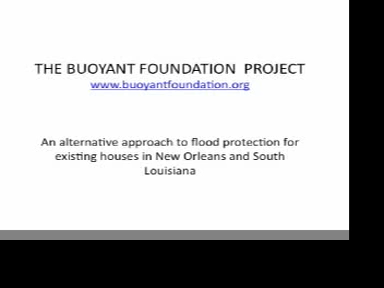 THE BUOYANT FOUNDATION PROJECT
www.buoyantfoundation.org
An alternative approach to flood protection for
existing houses in New Orleans and South
Louisiana